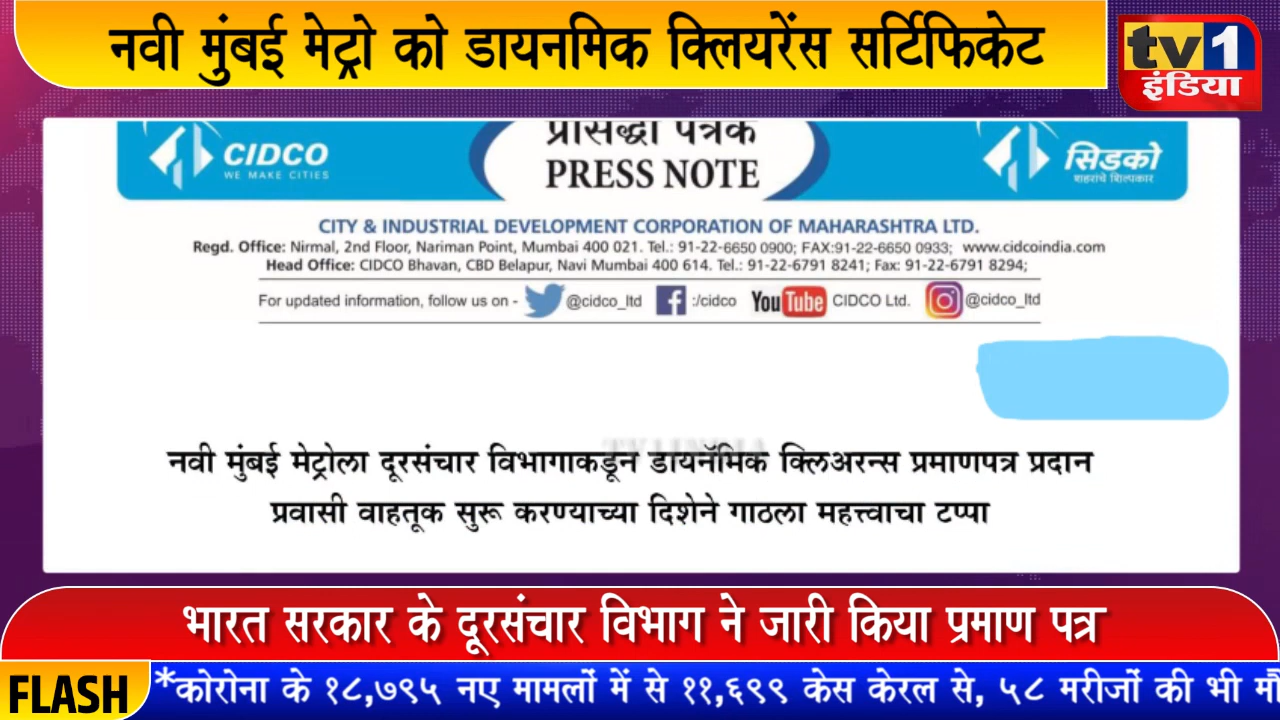 नवी मुंबई मेट्रो को डायनमिक क्लियरेंस सर्टिफिकेट
tv1
इंडिया
प्रसिद्धी पत्रक
PRESS NOTE
CIDCO
WE MAKE CITIES
सिडको
शहरांचे शिल्पकार
CITY & INDUSTRIAL DEVELOPMENT CORPORATION OF MAHARASHTRA LTD.
Regd. Office: Nirmal, 2nd Floor, Nariman Point, Mumbai 400 021. Tel.: 91-22-6650 0900; FAX:91-22-6650 0933; www.cidcoindia.com
Head Office: CIDCO Bhavan, CBD Belapur, Navi Mumbai 400 614. Tel.: 91-22-6791 8241; Fax: 91-22-6791 8294;
For updated information, follow us on - @cidco_ltd :/cidco YouTube CIDCO Ltd. @cidco_ltd
नवी मुंबई मेट्रोला दूरसंचार विभागाकडून डायनॅमिक क्लिअरन्स प्रमाणपत्र प्रदान
प्रवासी वाहतूक सुरू करण्याच्या दिशेने गाठला महत्त्वाचा टप्पा
भारत सरकार के दूरसंचार विभाग ने जारी किया प्रमाण पत्र
FLASH
*कोरोना के १८,७९५ नए मामलों में से ११,६९९ केस केरल से, ५८ मरीजों की भी